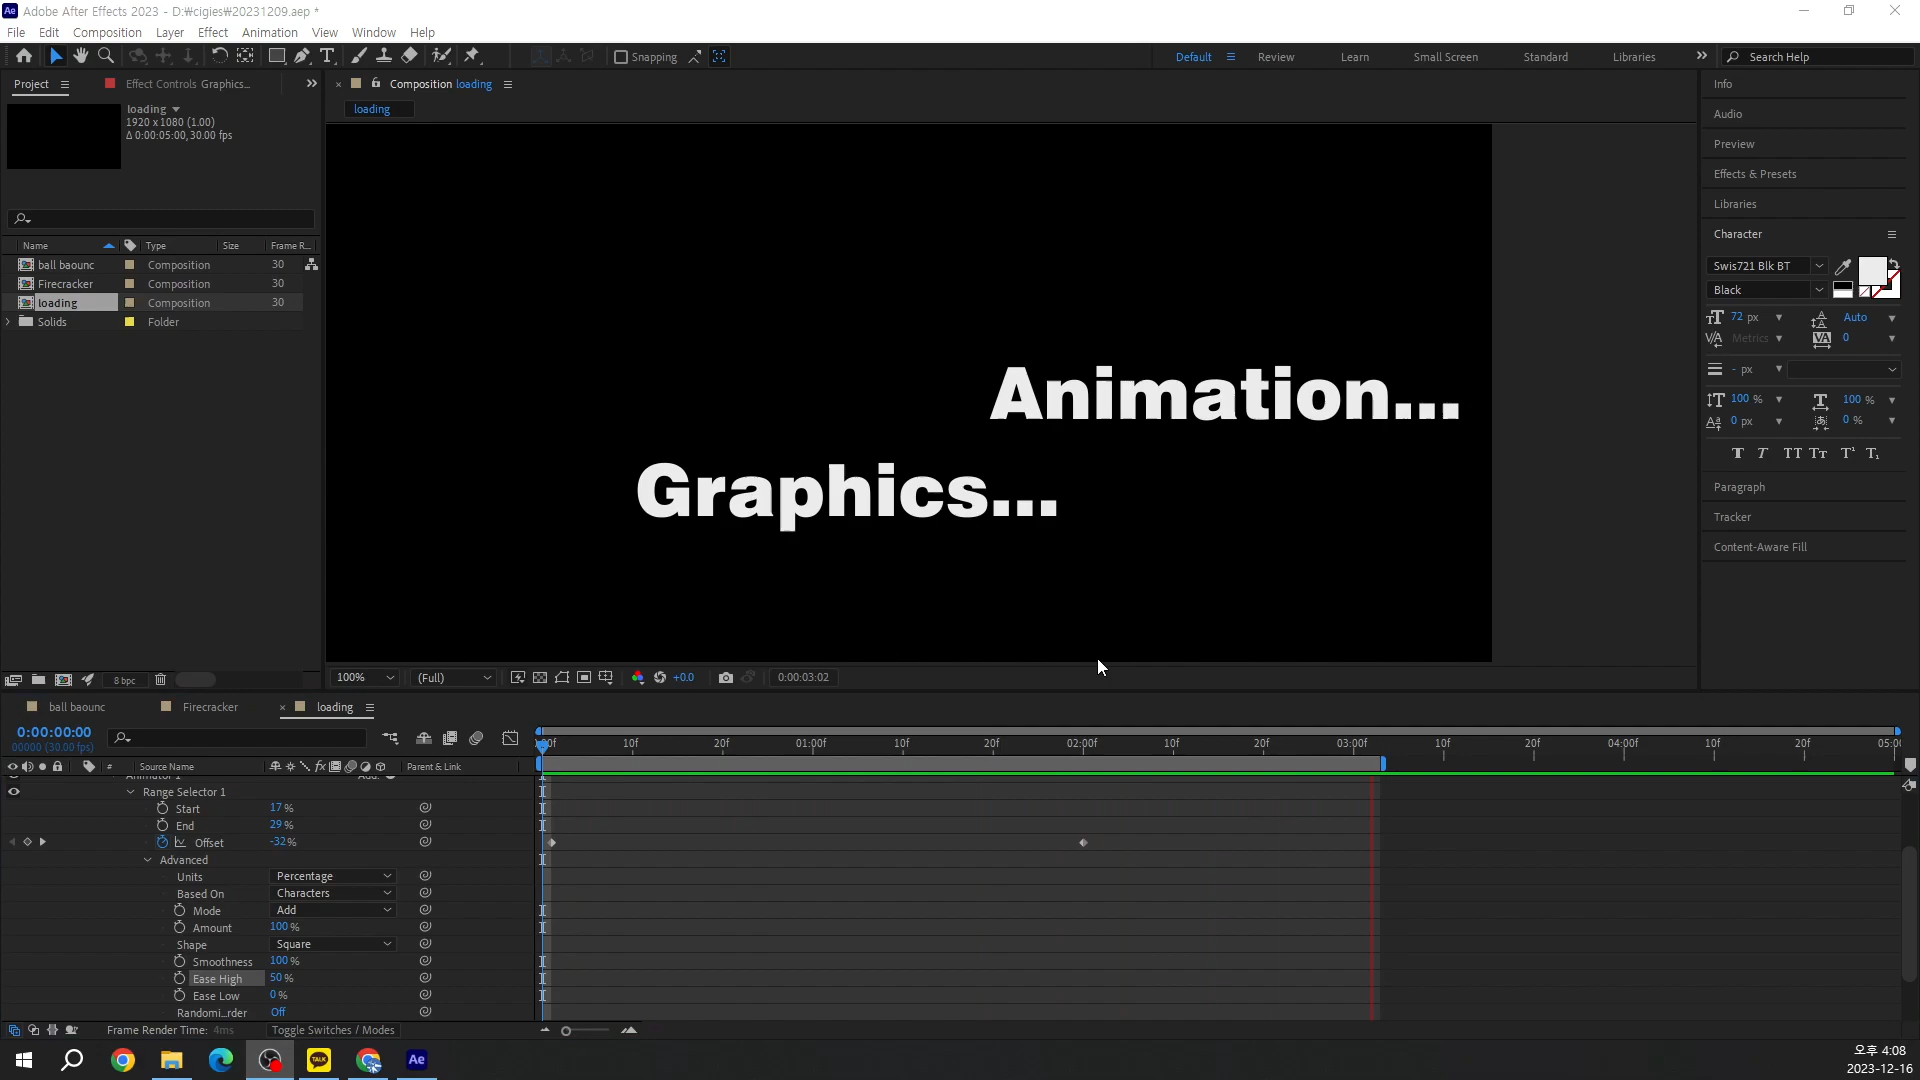 Ae Adobe After Effects 2023 - D:₩cigies₩20231209.aep *
File Edit Composition Layer Effect Animation View Window Help
Snapping Default Review Learn Small Screen Standard Libraries Search Help
Project Effect Controls Graphics... Composition loading
loading
1920 x 1080 (1.00)
Δ 0:00:05:00, 30.00 fps
loading
Name Type Size Frame R...
ball baounc Composition 30
Firecracker Composition 30
loading Composition 30
Solids Folder
Animation...
Graphics...
Info
Audio
Preview
Effects & Presets
Libraries
Character
Swis721 Blk BT
Black
72 px Auto
Metrics 0
- px
100 % 100 %
0 px 0 %
Paragraph
Tracker
Content-Aware Fill
8 bpc 100% (Full) +0.0 0:00:03:02
ball baounc Firecracker loading
0:00:00:00
00000 (30.00 fps)
10f 20f 01:00f 10f 20f 02:00f 10f 20f 03:00f 10f 20f 04:00f 10f 20f 05:00
# Source Name Parent & Link
Animator 1 Add:
Range Selector 1
Start 17 %
End 29 %
Offset -32%
Advanced
Units Percentage
Based On Characters
Mode Add
Amount 100 %
Shape Square
Smoothness 100 %
Ease High 50 %
Ease Low 0 %
Randomi...rder Off
Frame Render Time: 4ms Toggle Switches / Modes
TALK Ae
오후 4:08
2023-12-16